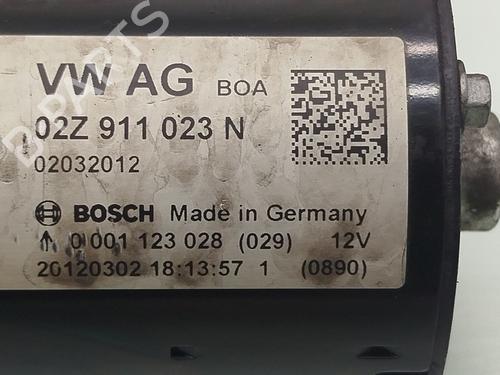 VW AG BOA
02Z 911 023 N
02032012
BOSCH Made in Germany
0 001 123 028 (029) 12V
20120302 18:13:57 1 (0890)